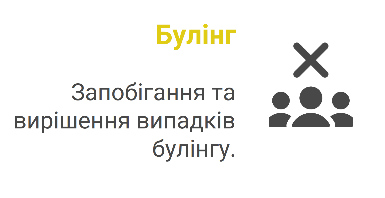 Булінг
Запобігання та
вирішення випадків
булінгу.